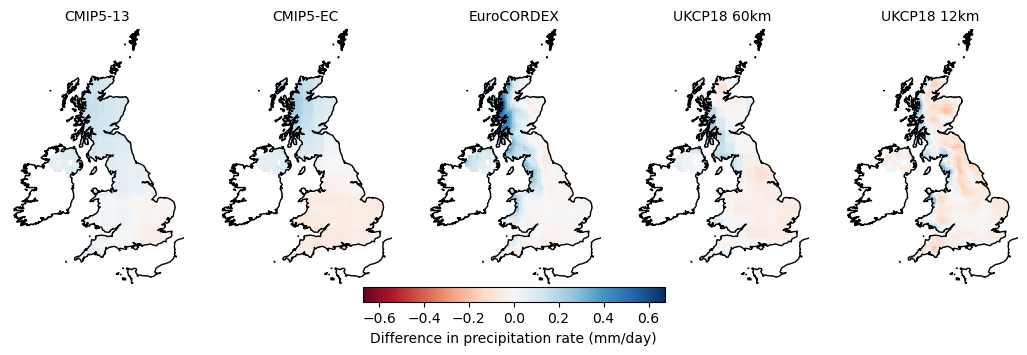 CMIP5-13 CMIP5-EC EuroCORDEX UKCP18 60km UKCP18 12km
−0.6 −0.4 −0.2 0.0 0.2 0.4 0.6
Difference in precipitation rate (mm/day)